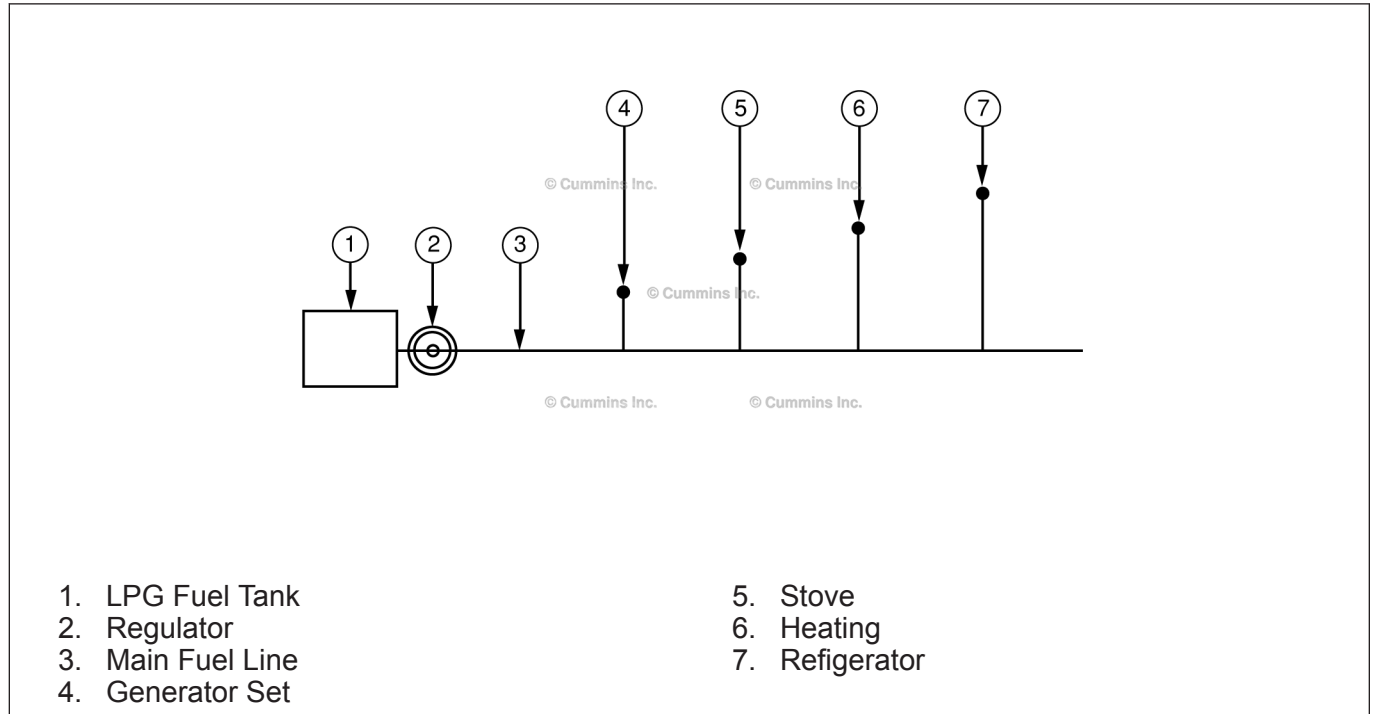 4 5 6 7
© Cummins Inc. © Cummins Inc.
1 2 3
© Cummins Inc.
© Cummins Inc. © Cummins Inc.
1. LPG Fuel Tank
2. Regulator
3. Main Fuel Line
4. Generator Set
5. Stove
6. Heating
7. Refigerator